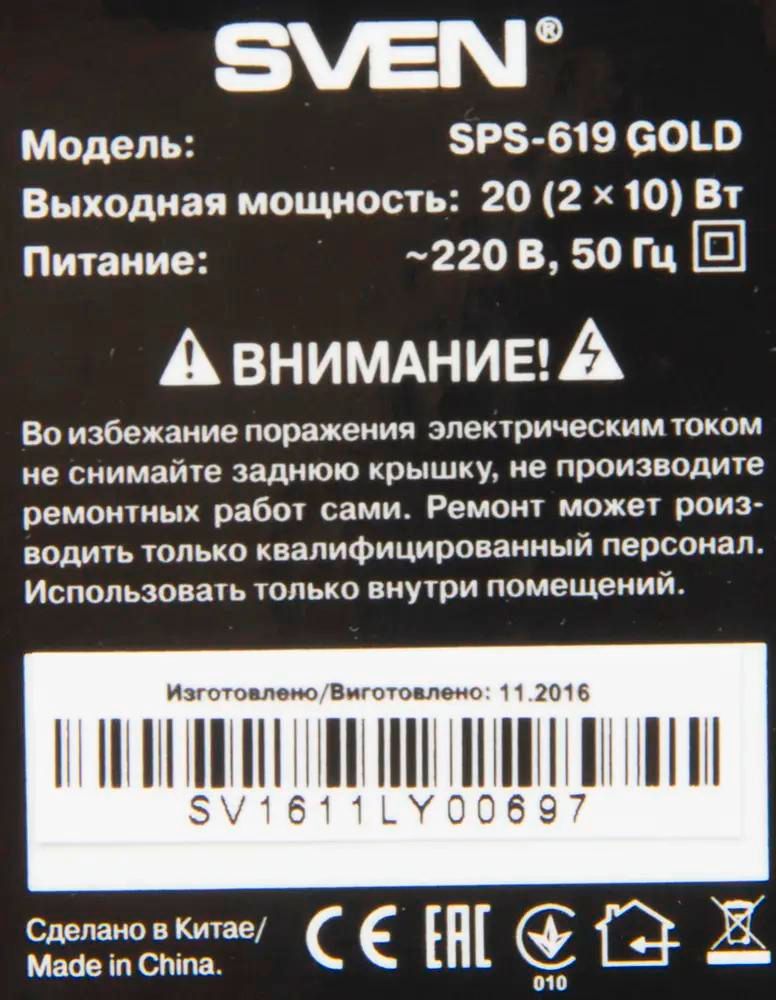 SVEN®
Модель: SPS-619 GOLD
Выходная мощность: 20 (2 × 10) Вт
Питание: ~220 В, 50 Гц
ВНИМАНИЕ!
Во избежание поражения электрическим током
не снимайте заднюю крышку, не производите
ремонтных работ сами. Ремонт может роиз-
водить только квалифицированный персонал.
Использовать только внутри помещений.
Изготовлено/Виготовлено: 11.2016
SV1611LY00697
Сделано в Китае/
Made in China.
CE EAC
010